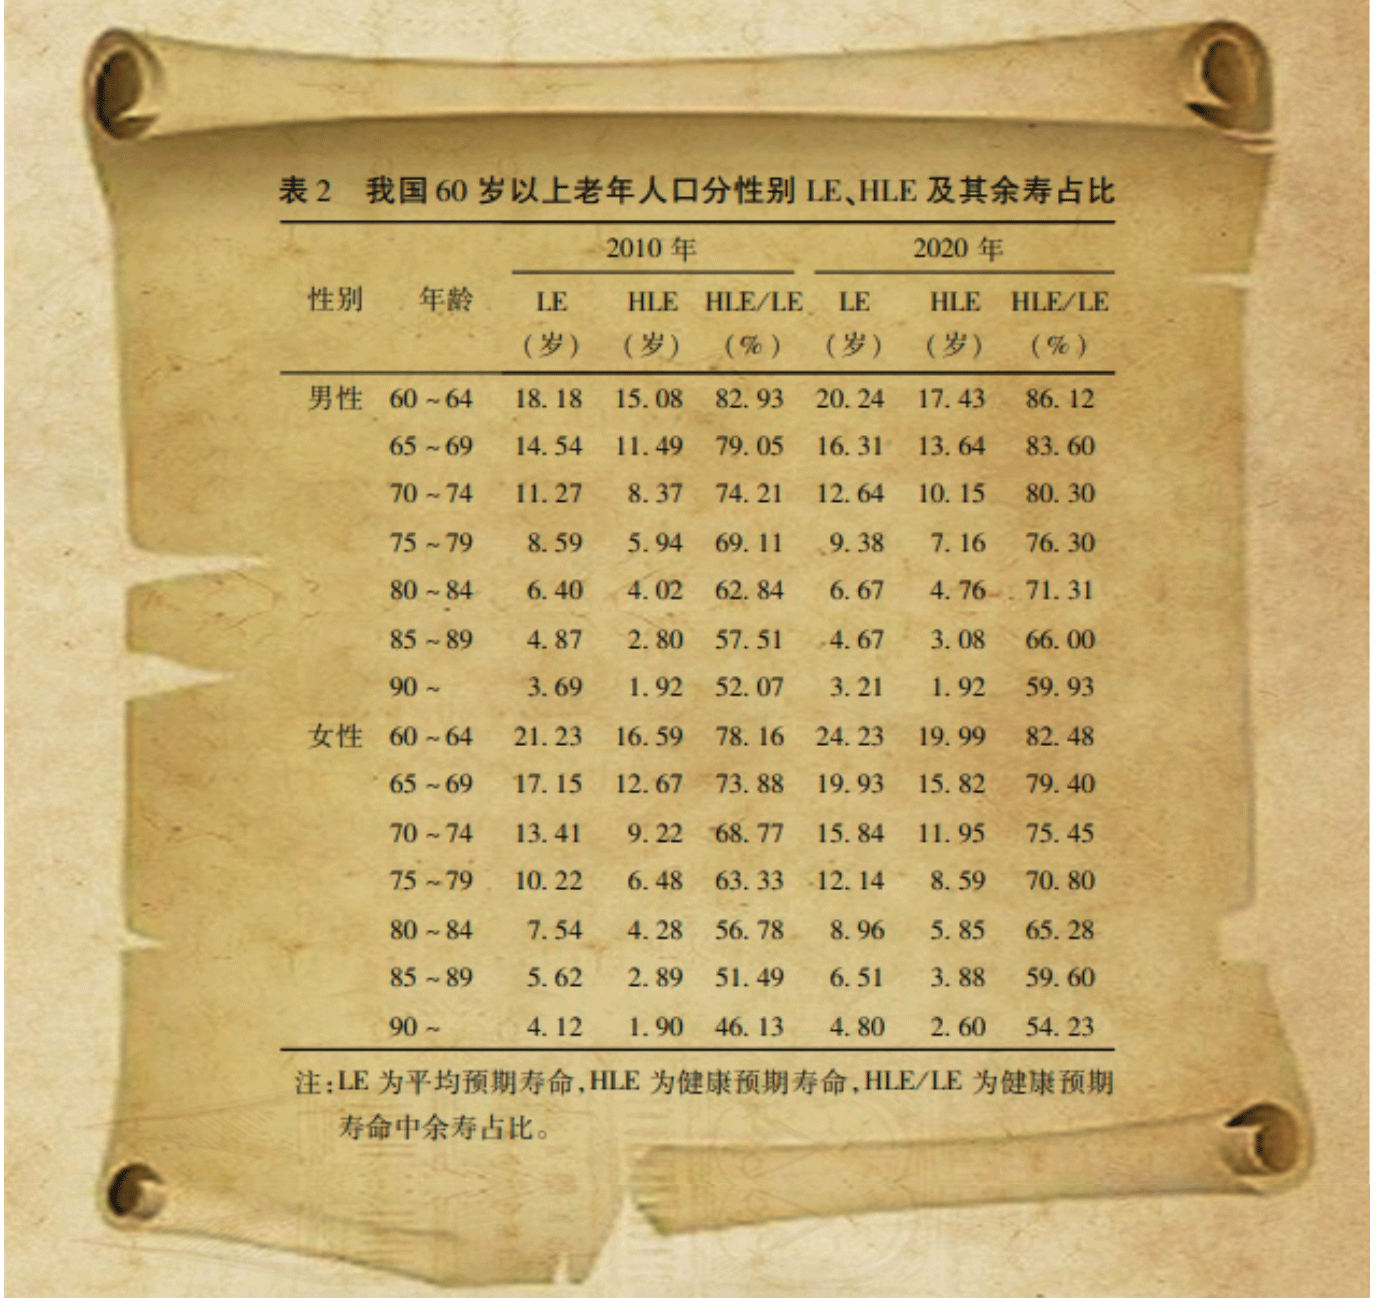 表 2 我国 60 岁以上老年人口分性别 LE、HLE 及其余寿占比
2010 年 2020 年
性别 年龄 LE HLE HLE/LE LE HLE HLE/LE
(岁) (岁) (%) (岁) (岁) (%)
男性 60 ~ 64 18. 18 15. 08 82. 93 20. 24 17. 43 86. 12
65 ~ 69 14. 54 11. 49 79. 05 16. 31 13. 64 83. 60
70 ~ 74 11. 27 8. 37 74. 21 12. 64 10. 15 80. 30
75 ~ 79 8. 59 5. 94 69. 11 9. 38 7. 16 76. 30
80 ~ 84 6. 40 4. 02 62. 84 6. 67 4. 76 71. 31
85 ~ 89 4. 87 2. 80 57. 51 4. 67 3. 08 66. 00
90 ~ 3. 69 1. 92 52. 07 3. 21 1. 92 59. 93
女性 60 ~ 64 21. 23 16. 59 78. 16 24. 23 19. 99 82. 48
65 ~ 69 17. 15 12. 67 73. 88 19. 93 15. 82 79. 40
70 ~ 74 13. 41 9. 22 68. 77 15. 84 11. 95 75. 45
75 ~ 79 10. 22 6. 48 63. 33 12. 14 8. 59 70. 80
80 ~ 84 7. 54 4. 28 56. 78 8. 96 5. 85 65. 28
85 ~ 89 5. 62 2. 89 51. 49 6. 51 3. 88 59. 60
90 ~ 4. 12 1. 90 46. 13 4. 80 2. 60 54. 23
注:LE 为平均预期寿命,HLE 为健康预期寿命,HLE/LE 为健康预期
寿命中余寿占比。